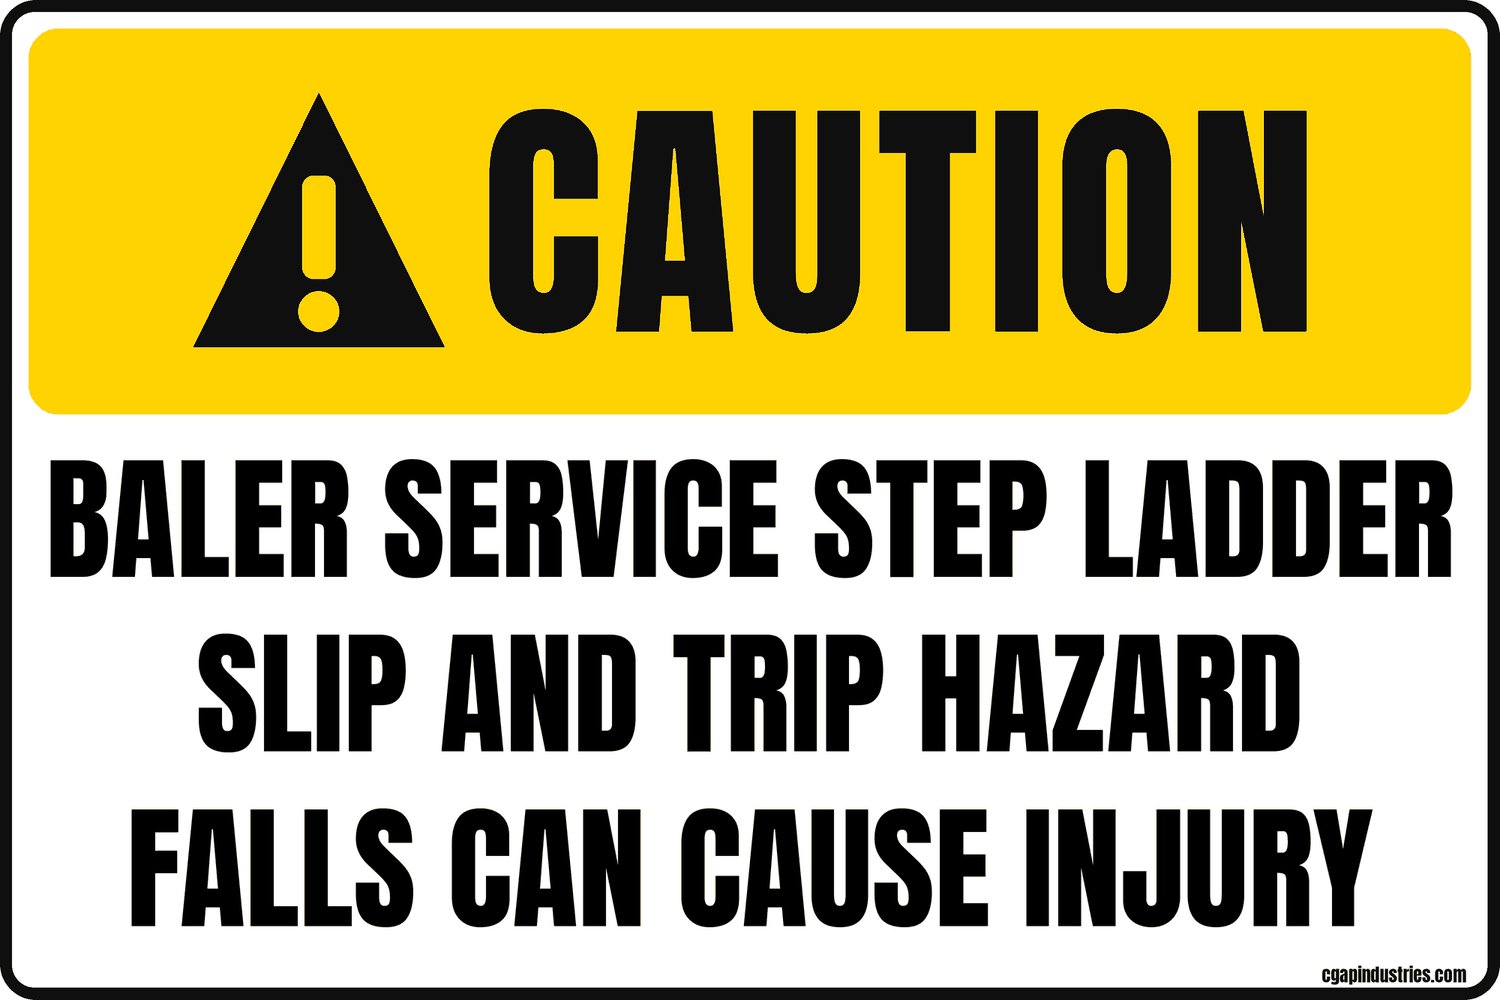 CAUTION
BALER SERVICE STEP LADDER
SLIP AND TRIP HAZARD
FALLS CAN CAUSE INJURY
cgapindustries.com